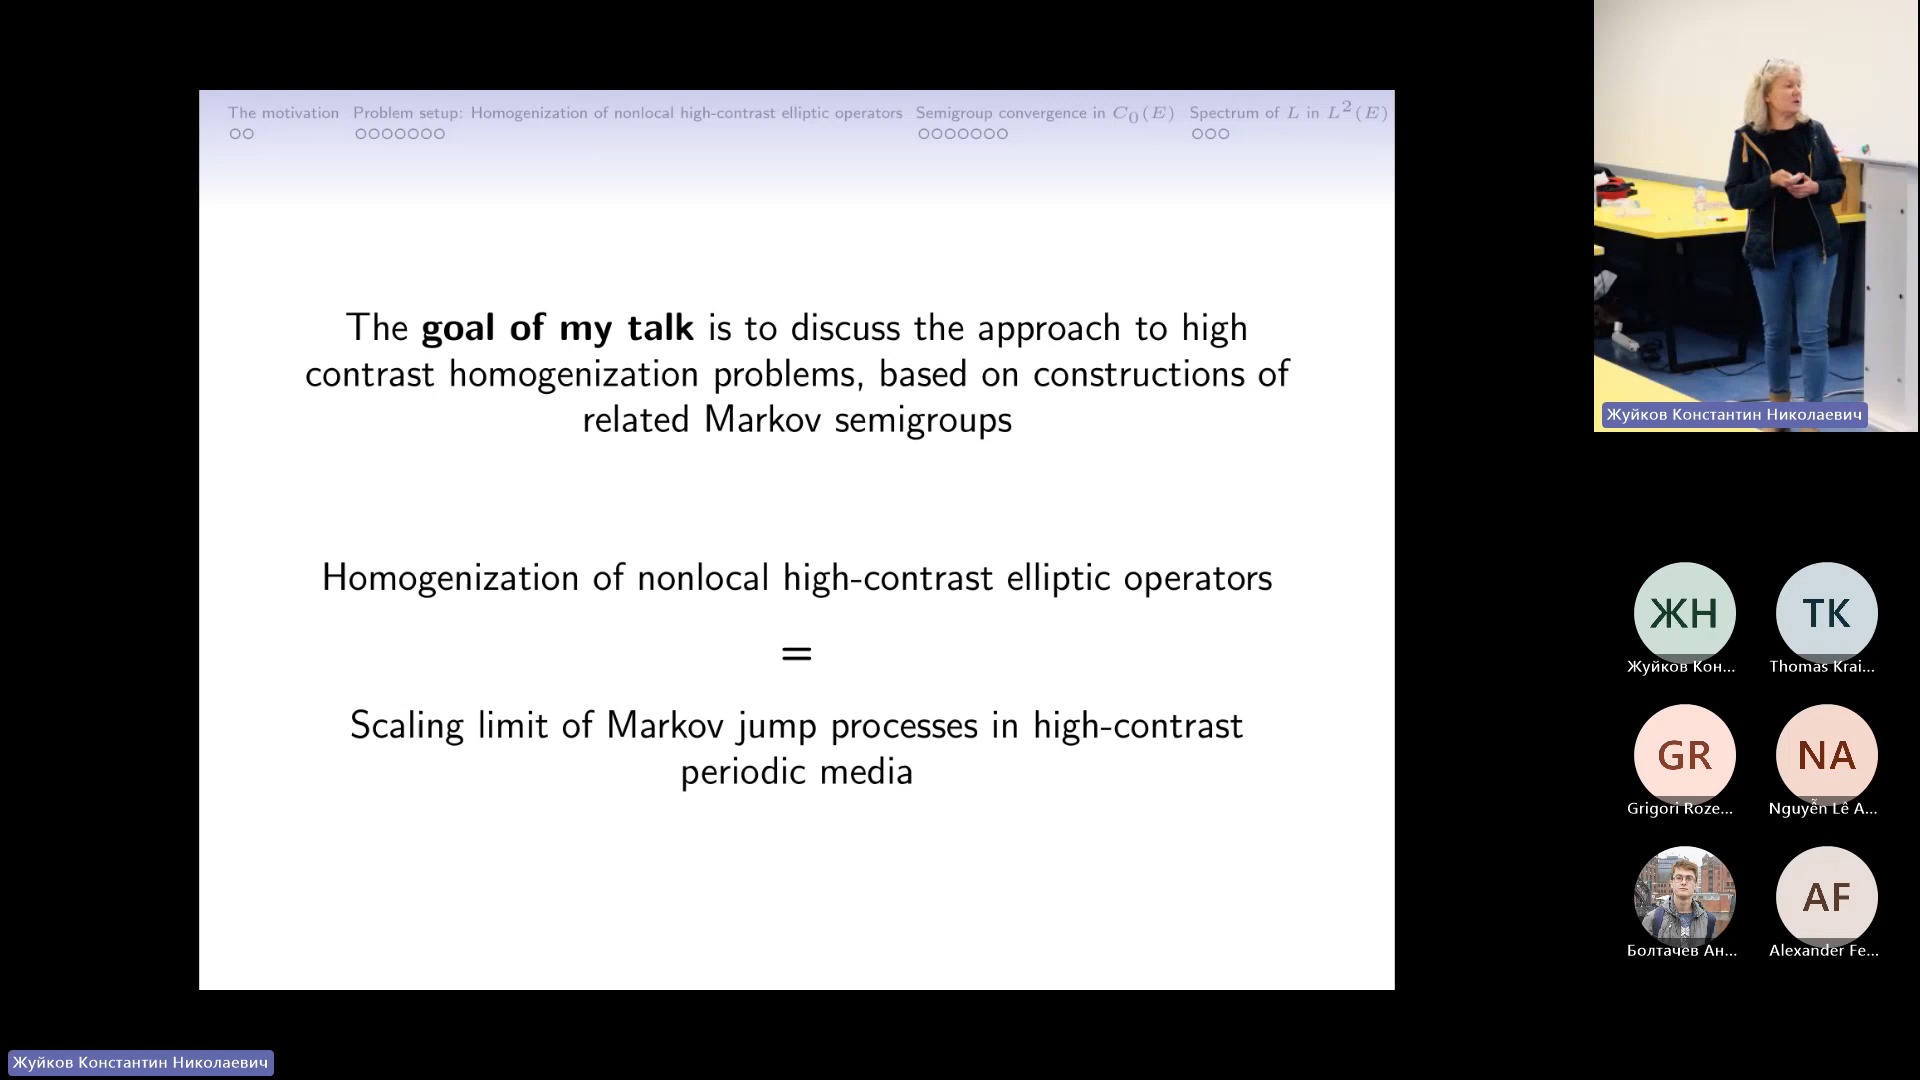 The motivation
Problem setup: Homogenization of nonlocal high-contrast elliptic operators
Semigroup convergence in C₀(E)
Spectrum of L in L²(E)
The goal of my talk is to discuss the approach to high
contrast homogenization problems, based on constructions of
related Markov semigroups
Homogenization of nonlocal high-contrast elliptic operators
=
Scaling limit of Markov jump processes in high-contrast
periodic media
Жуйков Константин Николаевич
ЖН
Жуйков Кон...
TK
Thomas Krai...
GR
Grigori Roze...
NA
Nguyễn Lê A...
Болтачев Ан...
AF
Alexander Fe...
Жуйков Константин Николаевич